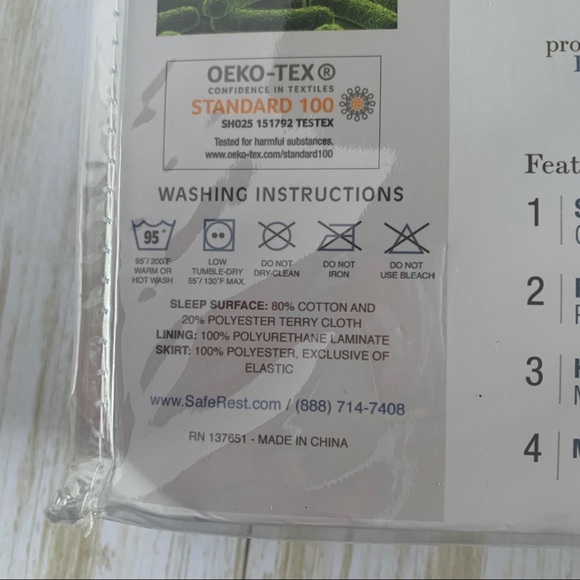 OEKO-TEX®
CONFIDENCE IN TEXTILES
STANDARD 100
SH025 151792 TESTEX
Tested for harmful substances.
www.oeko-tex.com/standard100
WASHING INSTRUCTIONS
95°
95°/200°F
WARM OR
HOT WASH
LOW
TUMBLE-DRY
55°/130°F MAX.
DO NOT
DRY-CLEAN
DO NOT
IRON
DO NOT
USE BLEACH
SLEEP SURFACE: 80% COTTON AND
20% POLYESTER TERRY CLOTH
LINING: 100% POLYURETHANE LAMINATE
SKIRT: 100% POLYESTER, EXCLUSIVE OF
ELASTIC
www.SafeRest.com / (888) 714-7408
RN 137651 - MADE IN CHINA
pro
Feat
1
2
3
4